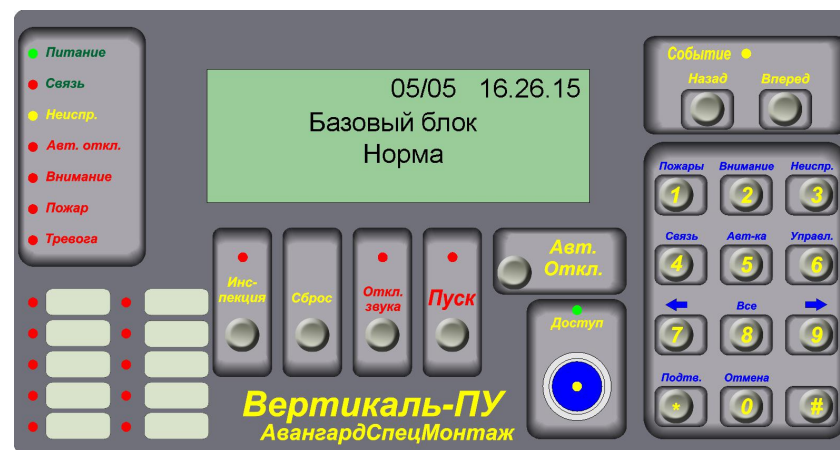 Питание
Связь
Неиспр.
Авт. откл.
Внимание
Пожар
Тревога
05/05 16.26.15
Базовый блок
Норма
Событие
Назад Вперед
Пожары Внимание Неиспр.
1 2 3
Связь Авт-ка Управл.
4 5 6
Все
7 8 9
Подтв. Отмена
* 0 #
Инс-
пекция
Сброс
Откл.
звука
Пуск
Авт.
Откл.
Доступ
Вертикаль-ПУ
АвангардСпецМонтаж